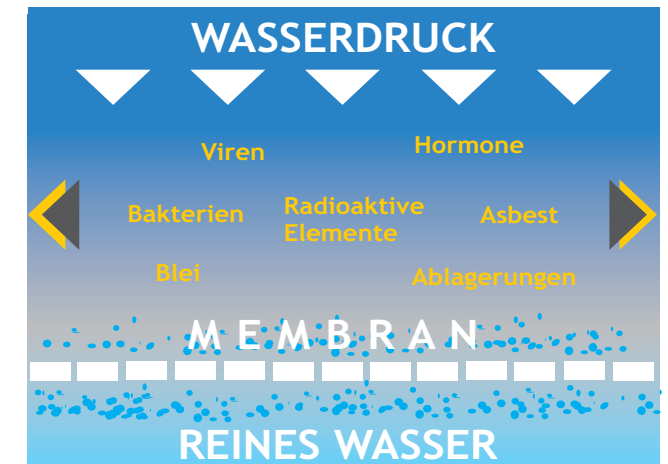 WASSERDRUCK
Viren
Hormone
Bakterien
Radioaktive
Elemente
Asbest
Blei
Ablagerungen
MEMBRAN
REINES WASSER